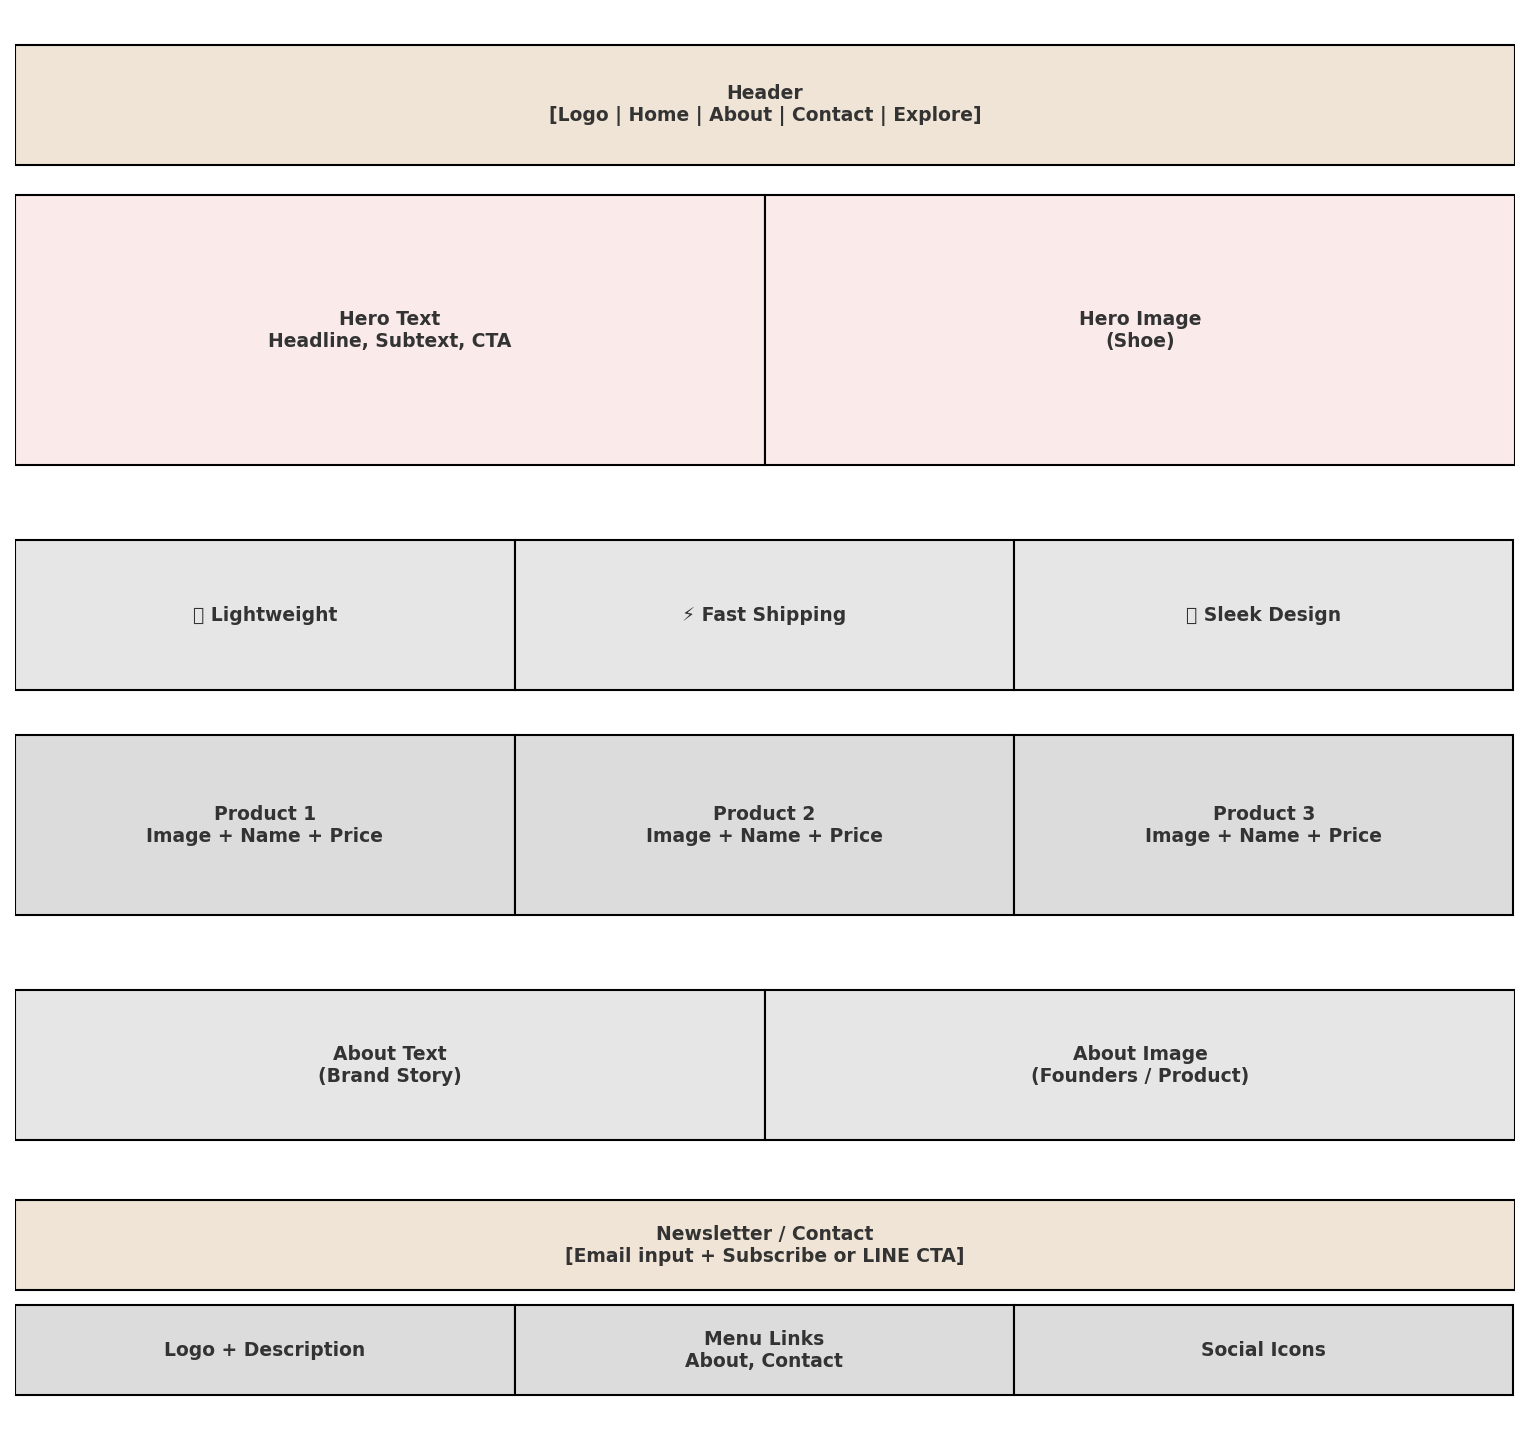 Header
[Logo | Home | About | Contact | Explore]
Hero Text
Headline, Subtext, CTA
Hero Image
(Shoe)
Lightweight
⚡ Fast Shipping
Sleek Design
Product 1
Image + Name + Price
Product 2
Image + Name + Price
Product 3
Image + Name + Price
About Text
(Brand Story)
About Image
(Founders / Product)
Newsletter / Contact
[Email input + Subscribe or LINE CTA]
Logo + Description
Menu Links
About, Contact
Social Icons